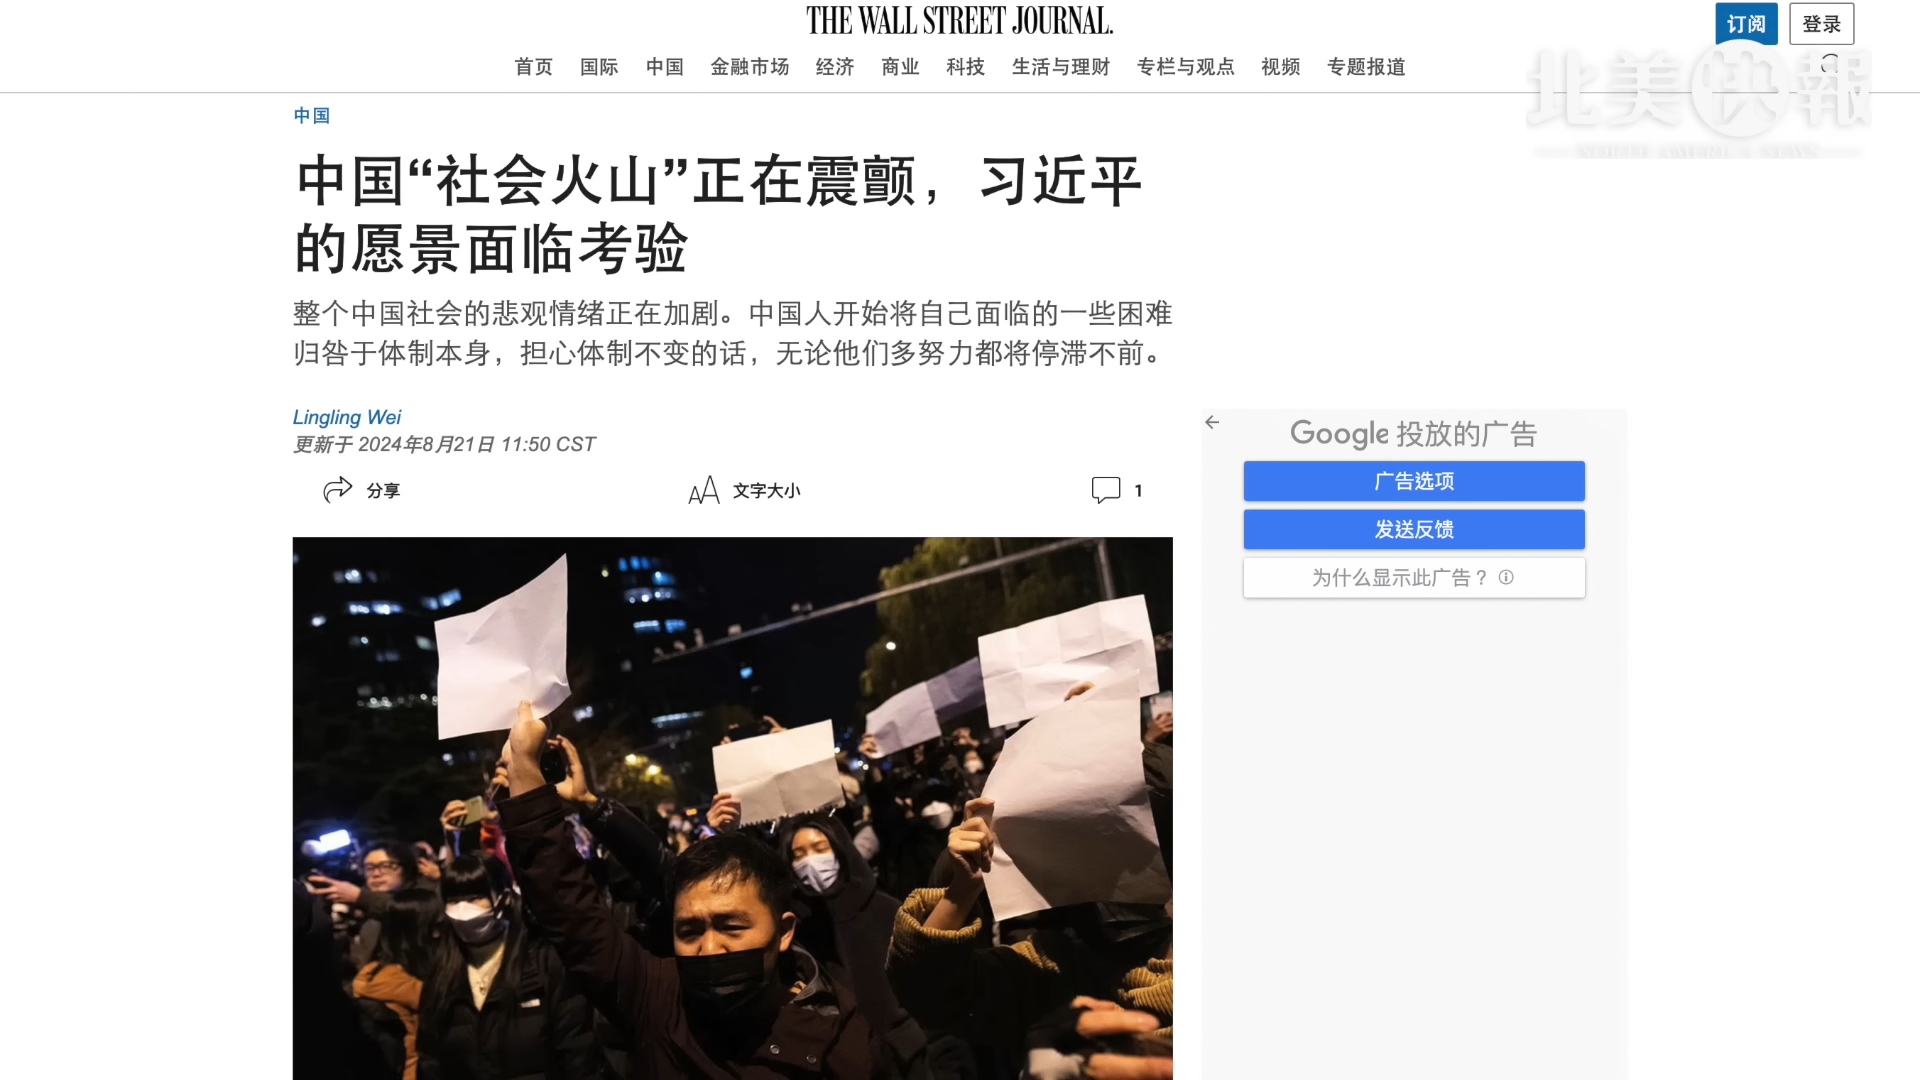 THE WALL STREET JOURNAL.
订阅
登录
首页 国际 中国 金融市场 经济 商业 科技 生活与理财 专栏与观点 视频 专题报道
北美快報
NORTH AMERICA NEWS
中国
中国“社会火山”正在震颤，习近平
的愿景面临考验
整个中国社会的悲观情绪正在加剧。中国人开始将自己面临的一些困难
归咎于体制本身，担心体制不变的话，无论他们多努力都将停滞不前。
Lingling Wei
更新于 2024年8月21日 11:50 CST
分享
文字大小
1
Google 投放的广告
广告选项
发送反馈
为什么显示此广告？